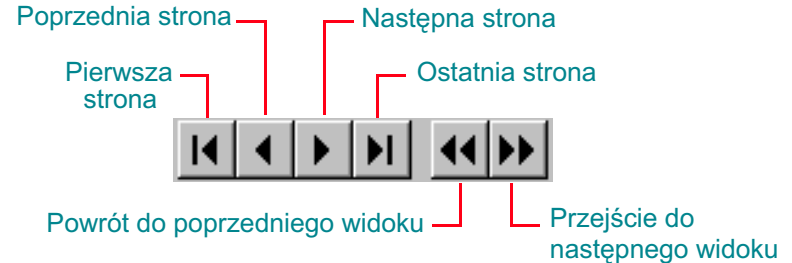 Poprzednia strona
Następna strona
Pierwsza
strona
Ostatnia strona
Powrót do poprzedniego widoku
Przejście do
następnego widoku